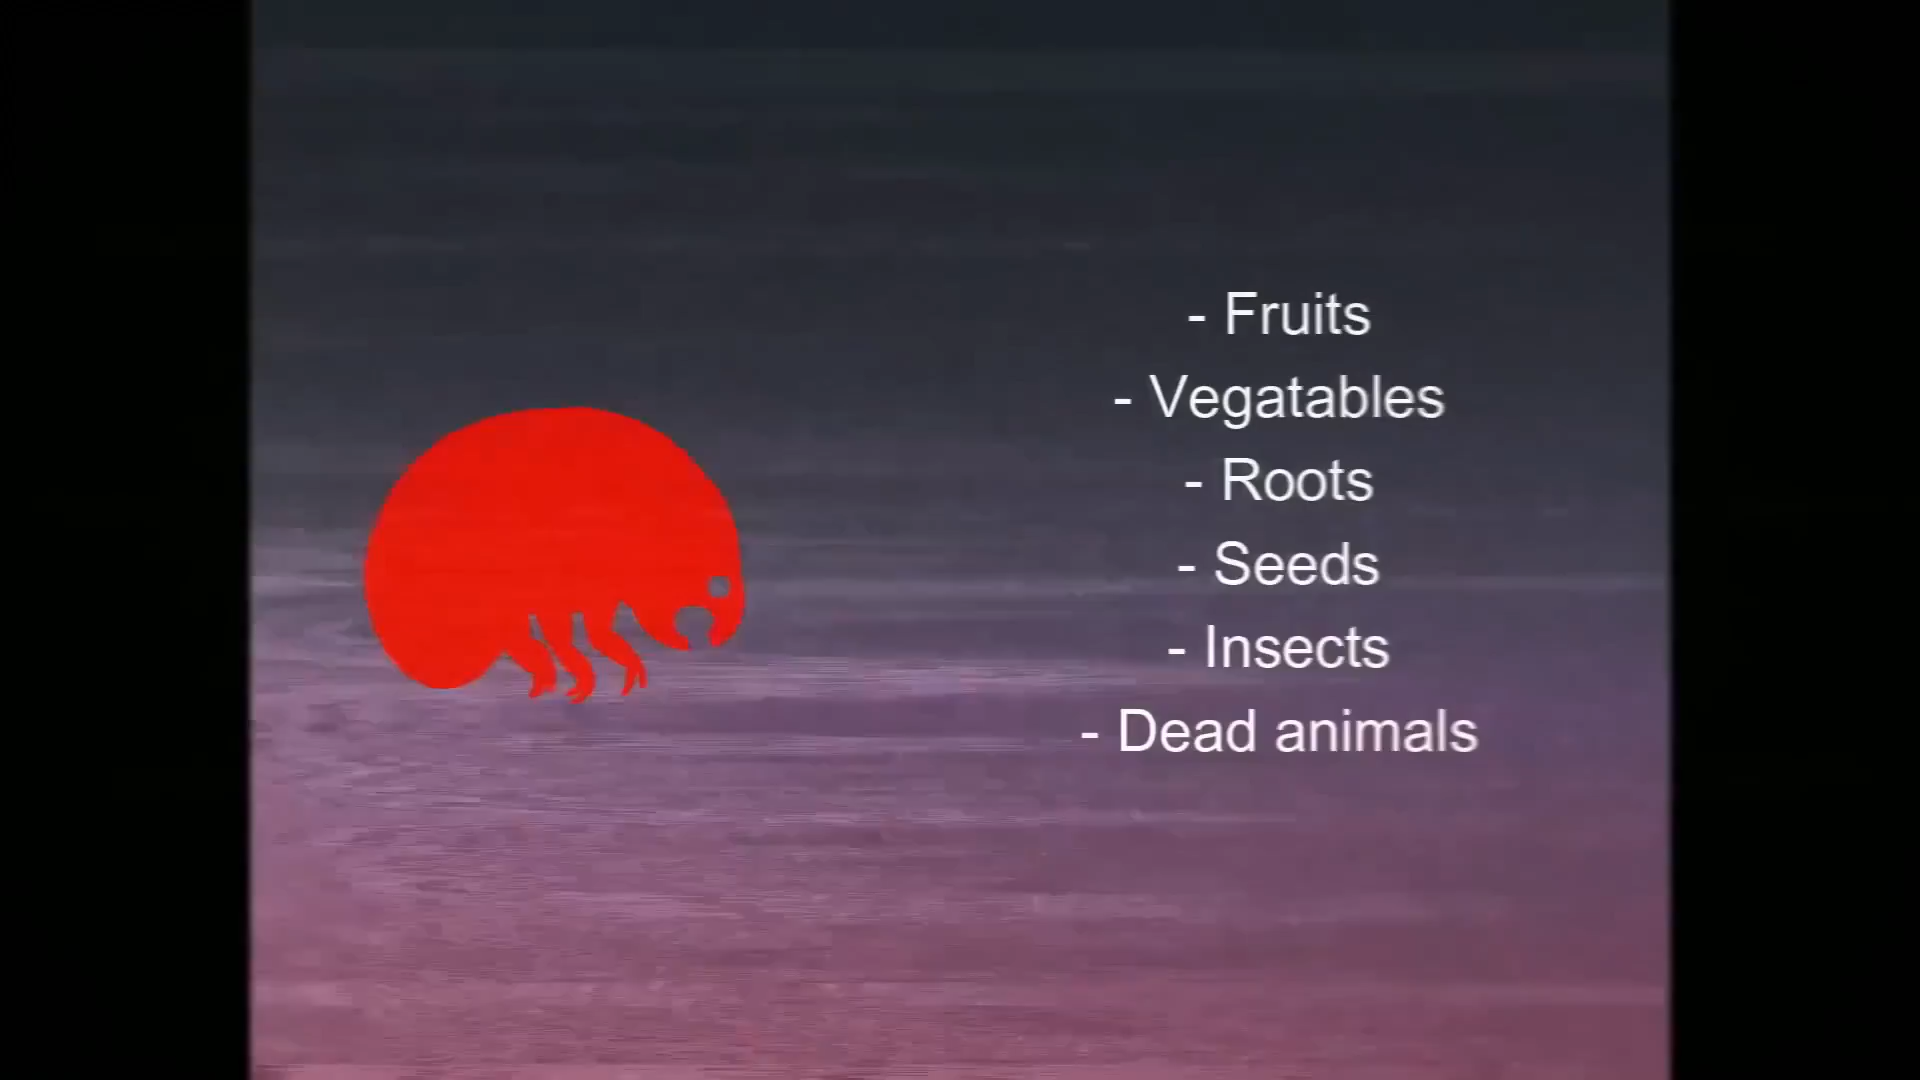 - Fruits
- Vegatables
- Roots
- Seeds
- Insects
- Dead animals